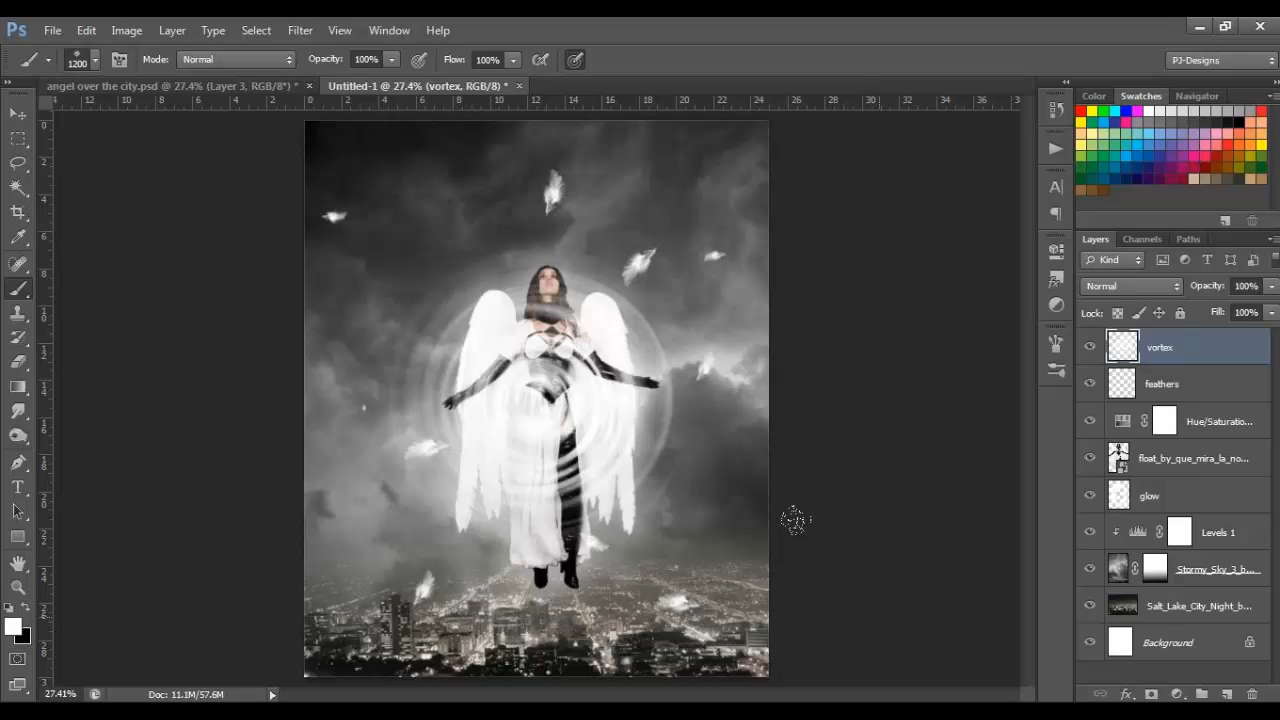 Ps File Edit Image Layer Type Select Filter View Window Help
1200 Mode: Normal Opacity: 100% Flow: 100% PJ-Designs
angel over the city.psd @ 27.4% (Layer 3, RGB/8*) * × Untitled-1 @ 27.4% (vortex, RGB/8) * ×
Color Swatches Navigator
Layers Channels Paths
Kind
Normal Opacity: 100%
Lock: Fill: 100%
vortex
feathers
Hue/Saturatio...
float_by_que_mira_la_no...
glow
Levels 1
Stormy_Sky_3_b...
Salt_Lake_City_Night_b...
Background
27.41% Doc: 11.1M/57.6M